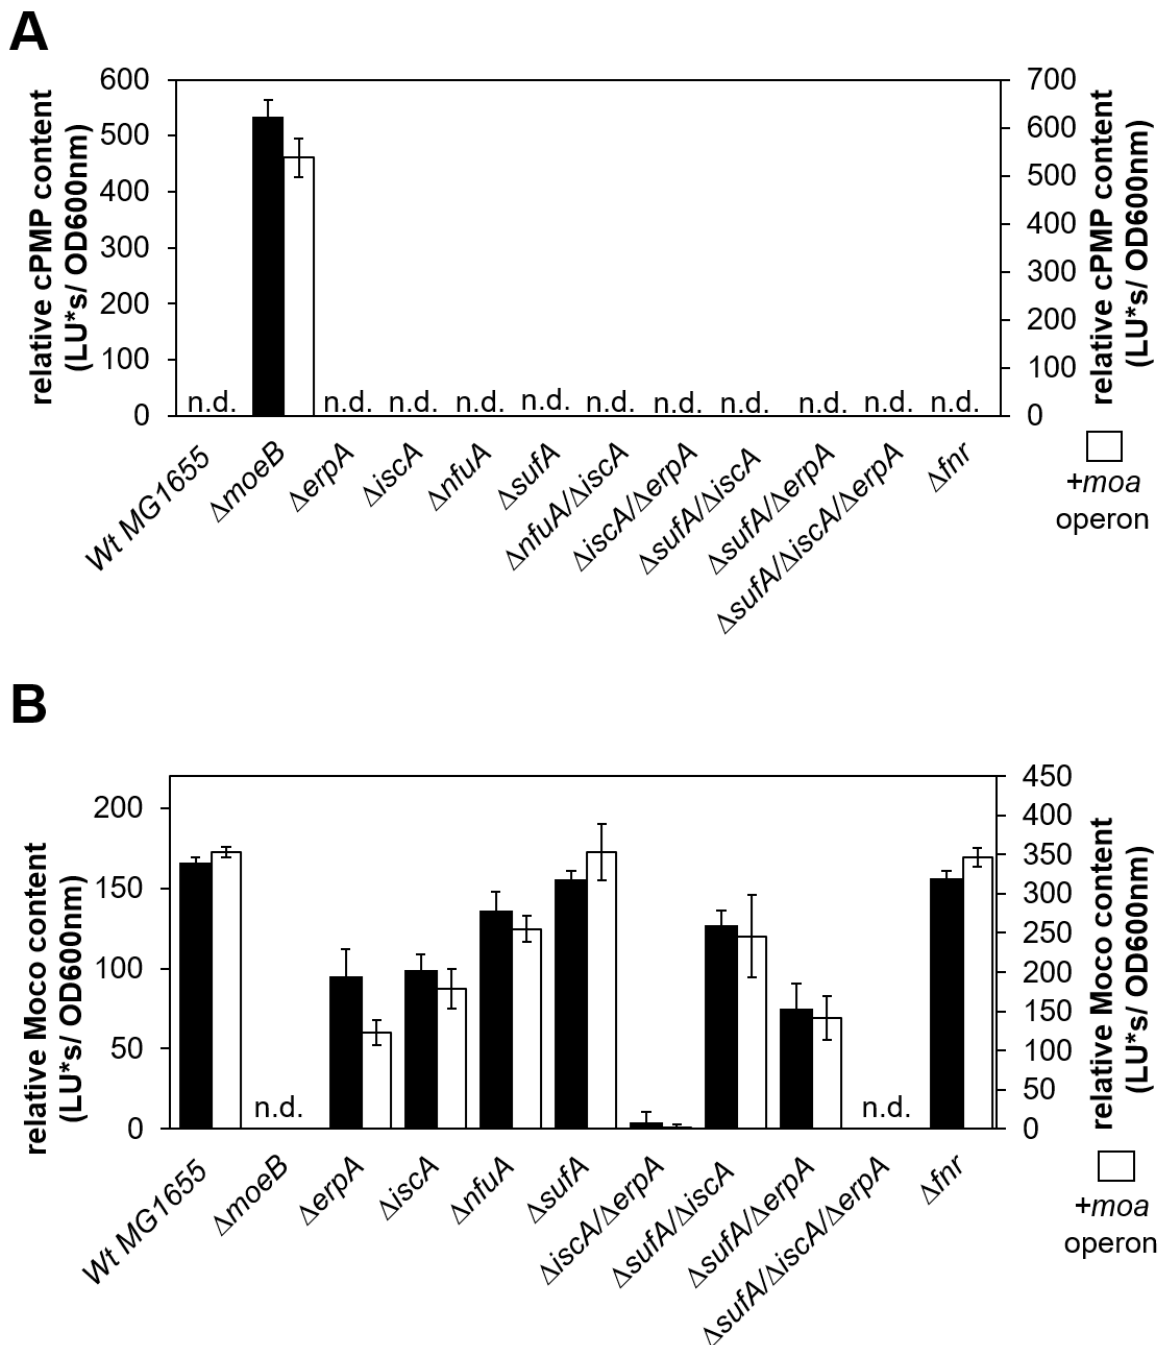 A
relative cPMP content
(LU*s/ OD600nm)
600
500
400
300
200
100
0
n.d.
n.d.
n.d.
n.d.
n.d.
n.d.
n.d.
n.d.
n.d.
n.d.
n.d.
700
600
500
400
300
200
100
0
relative cPMP content
(LU*s/ OD600nm)
Wt MG1655
ΔmoeB
ΔerpA
ΔiscA
ΔnfuA
ΔsufA
ΔnfuA/ΔiscA
ΔiscA/ΔerpA
ΔsufA/ΔiscA
ΔsufA/ΔerpA
ΔsufA/ΔiscA/ΔerpA
Δfnr
+moa
operon
B
relative Moco content
(LU*s/ OD600nm)
200
150
100
50
0
n.d.
n.d.
450
400
350
300
250
200
150
100
50
0
relative Moco content
(LU*s/ OD600nm)
Wt MG1655
ΔmoeB
ΔerpA
ΔiscA
ΔnfuA
ΔsufA
ΔiscA/ΔerpA
ΔsufA/ΔiscA
ΔsufA/ΔerpA
ΔsufA/ΔiscA/ΔerpA
Δfnr
+moa
operon